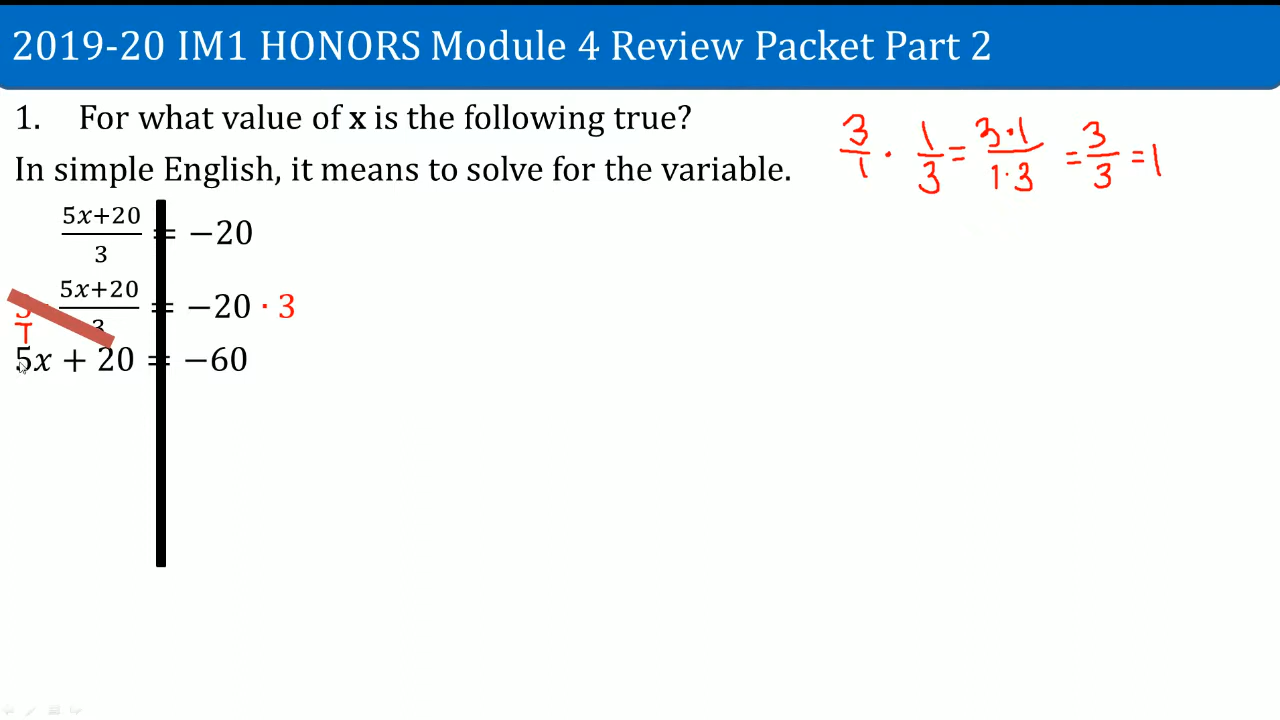 2019-20 IM1 HONORS Module 4 Review Packet Part 2
1. For what value of x is the following true?
In simple English, it means to solve for the variable.
3/1 · 1/3 = 3·1/1·3 = 3/3 = 1
5x+20/3 = −20
3/1 · 5x+20/3 = −20 · 3
5x + 20 = −60